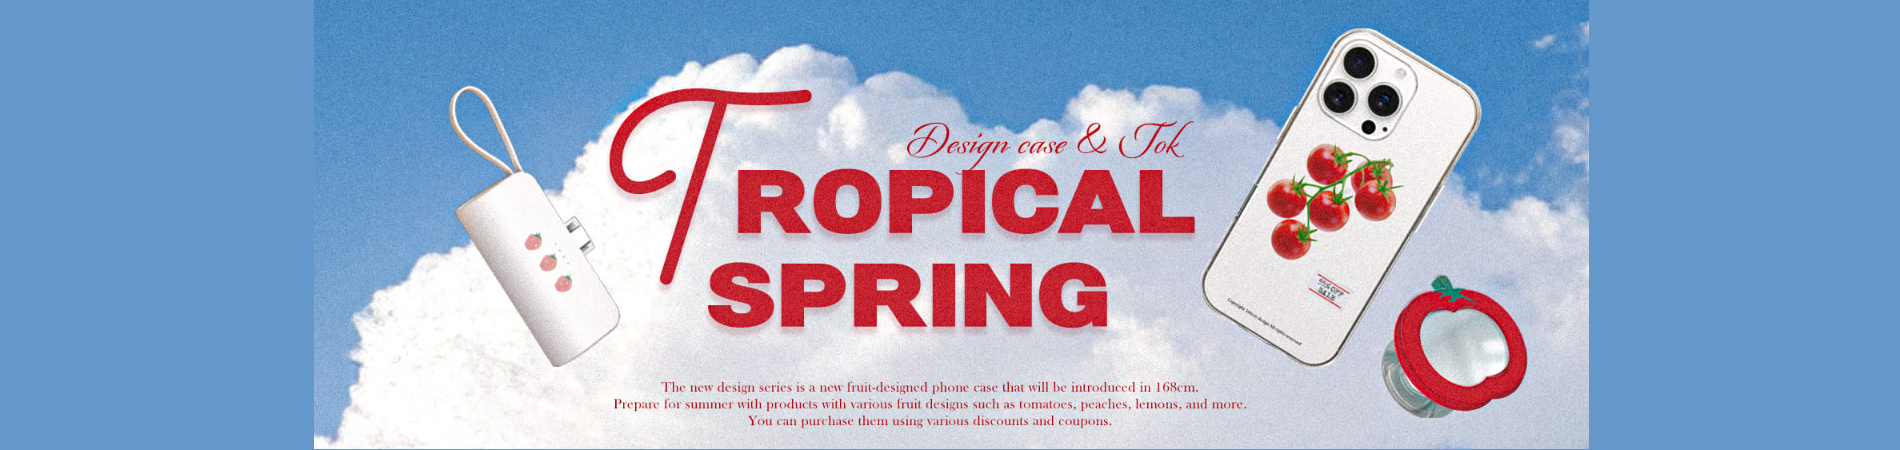 Design case & Tok
TROPICAL
SPRING
The new design series is a new fruit-designed phone case that will be introduced in 168cm.
Prepare for summer with products with various fruit designs such as tomatoes, peaches, lemons, and more.
You can purchase them using various discounts and coupons.
SALE